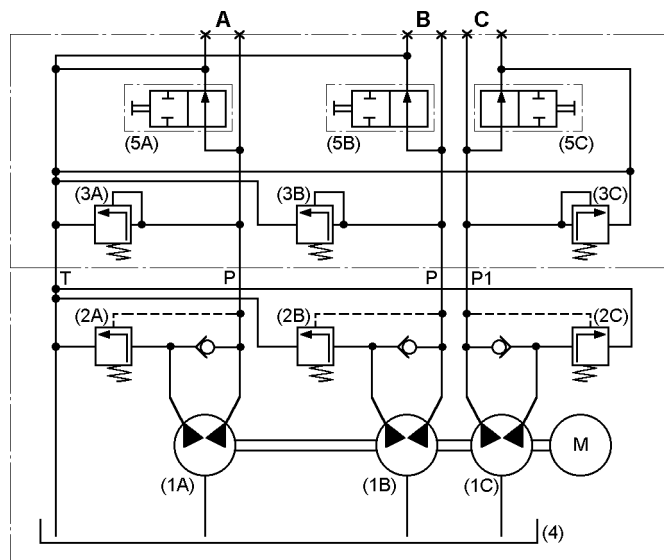 A B C
(5A) (5B) (5C)
(3A) (3B) (3C)
T P P P1
(2A) (2B) (2C)
M
(1A) (1B) (1C)
(4)